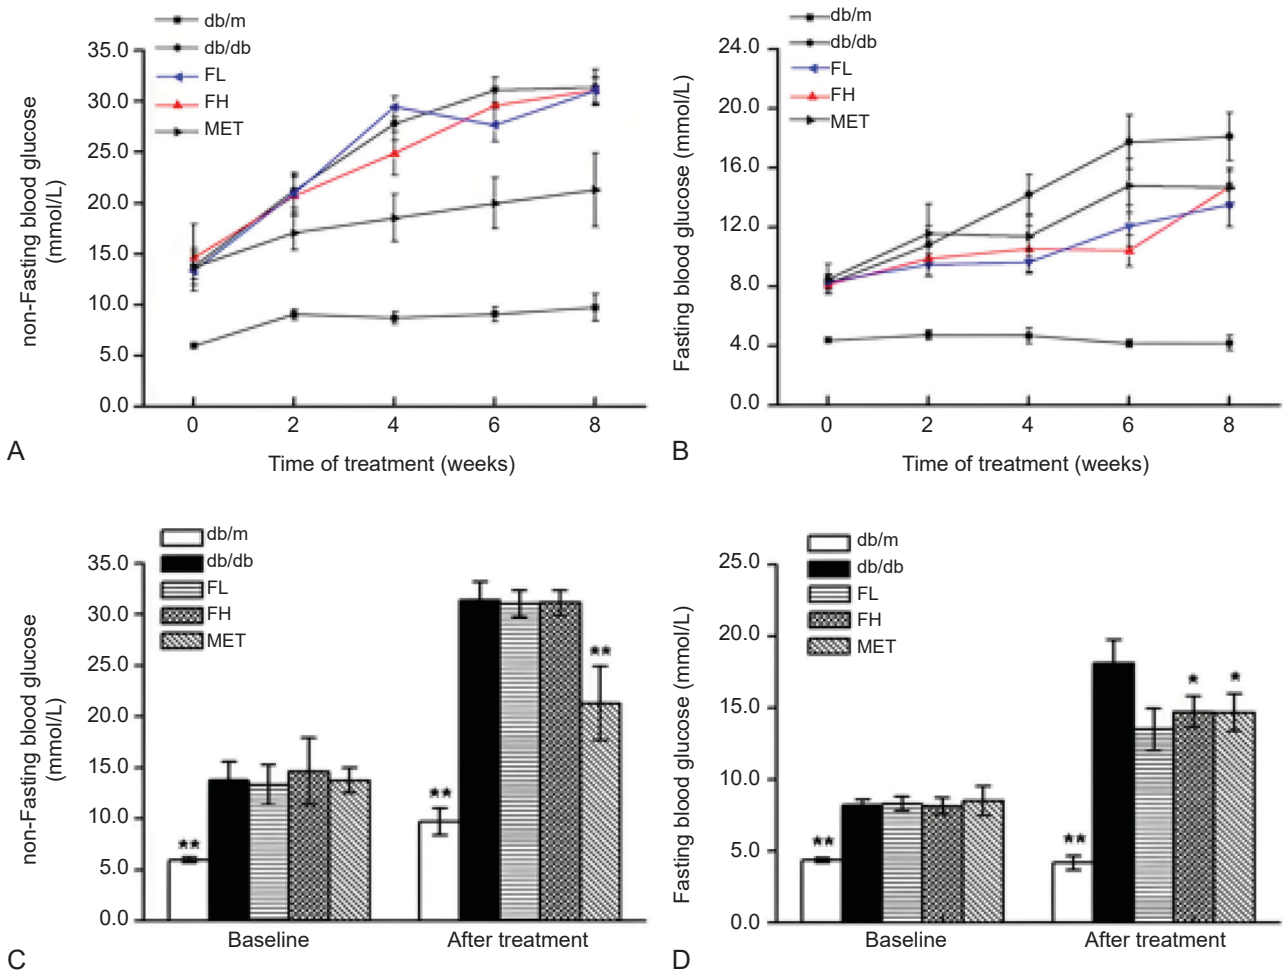 db/m
db/db
FL
FH
MET
non-Fasting blood glucose
(mmol/L)
35.0
30.0
25.0
20.0
15.0
10.0
5.0
0.0
0 2 4 6 8
Time of treatment (weeks)
A
db/m
db/db
FL
FH
MET
Fasting blood glucose (mmol/L)
24.0
20.0
16.0
12.0
8.0
4.0
0.0
0 2 4 6 8
Time of treatment (weeks)
B
db/m
db/db
FL
FH
MET
non-Fasting blood glucose
(mmol/L)
35.0
30.0
25.0
20.0
15.0
10.0
5.0
0.0
**
**
**
Baseline After treatment
C
db/m
db/db
FL
FH
MET
Fasting blood glucose (mmol/L)
25.0
20.0
15.0
10.0
5.0
0.0
**
**
*
*
Baseline After treatment
D